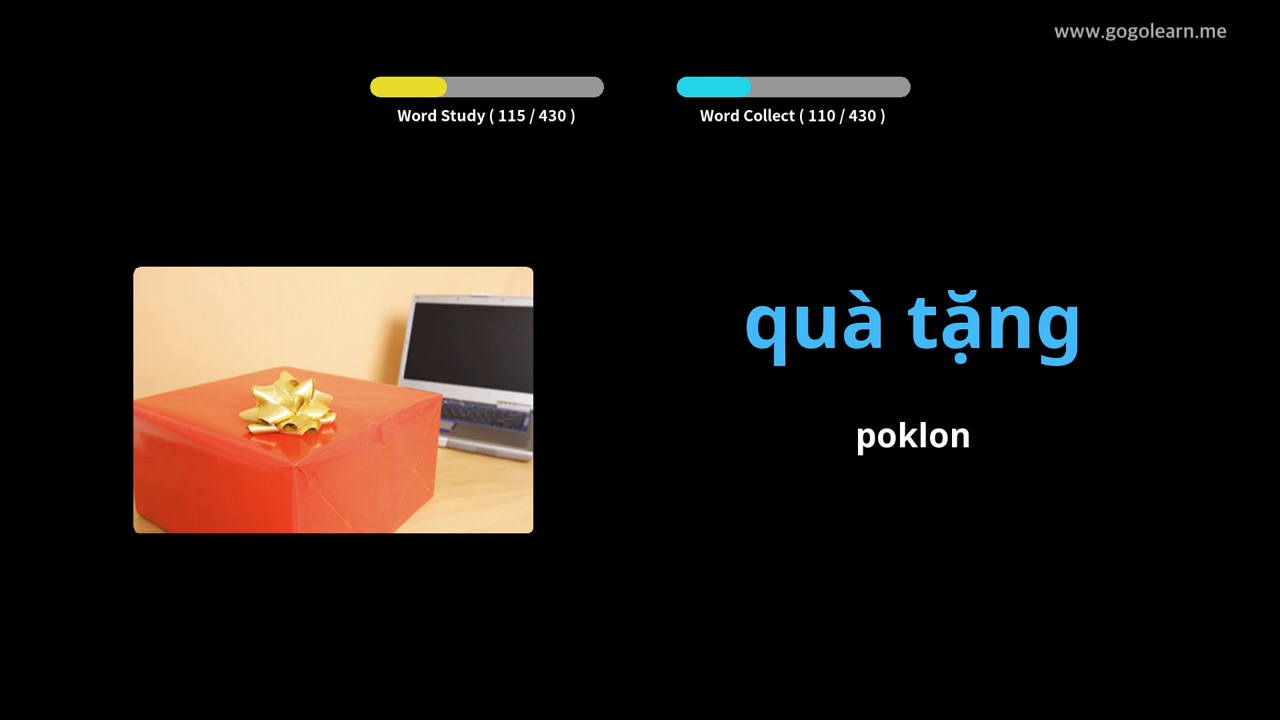 www.gogolearn.me
Word Study ( 115 / 430 )
Word Collect ( 110 / 430 )
quà tặng
poklon